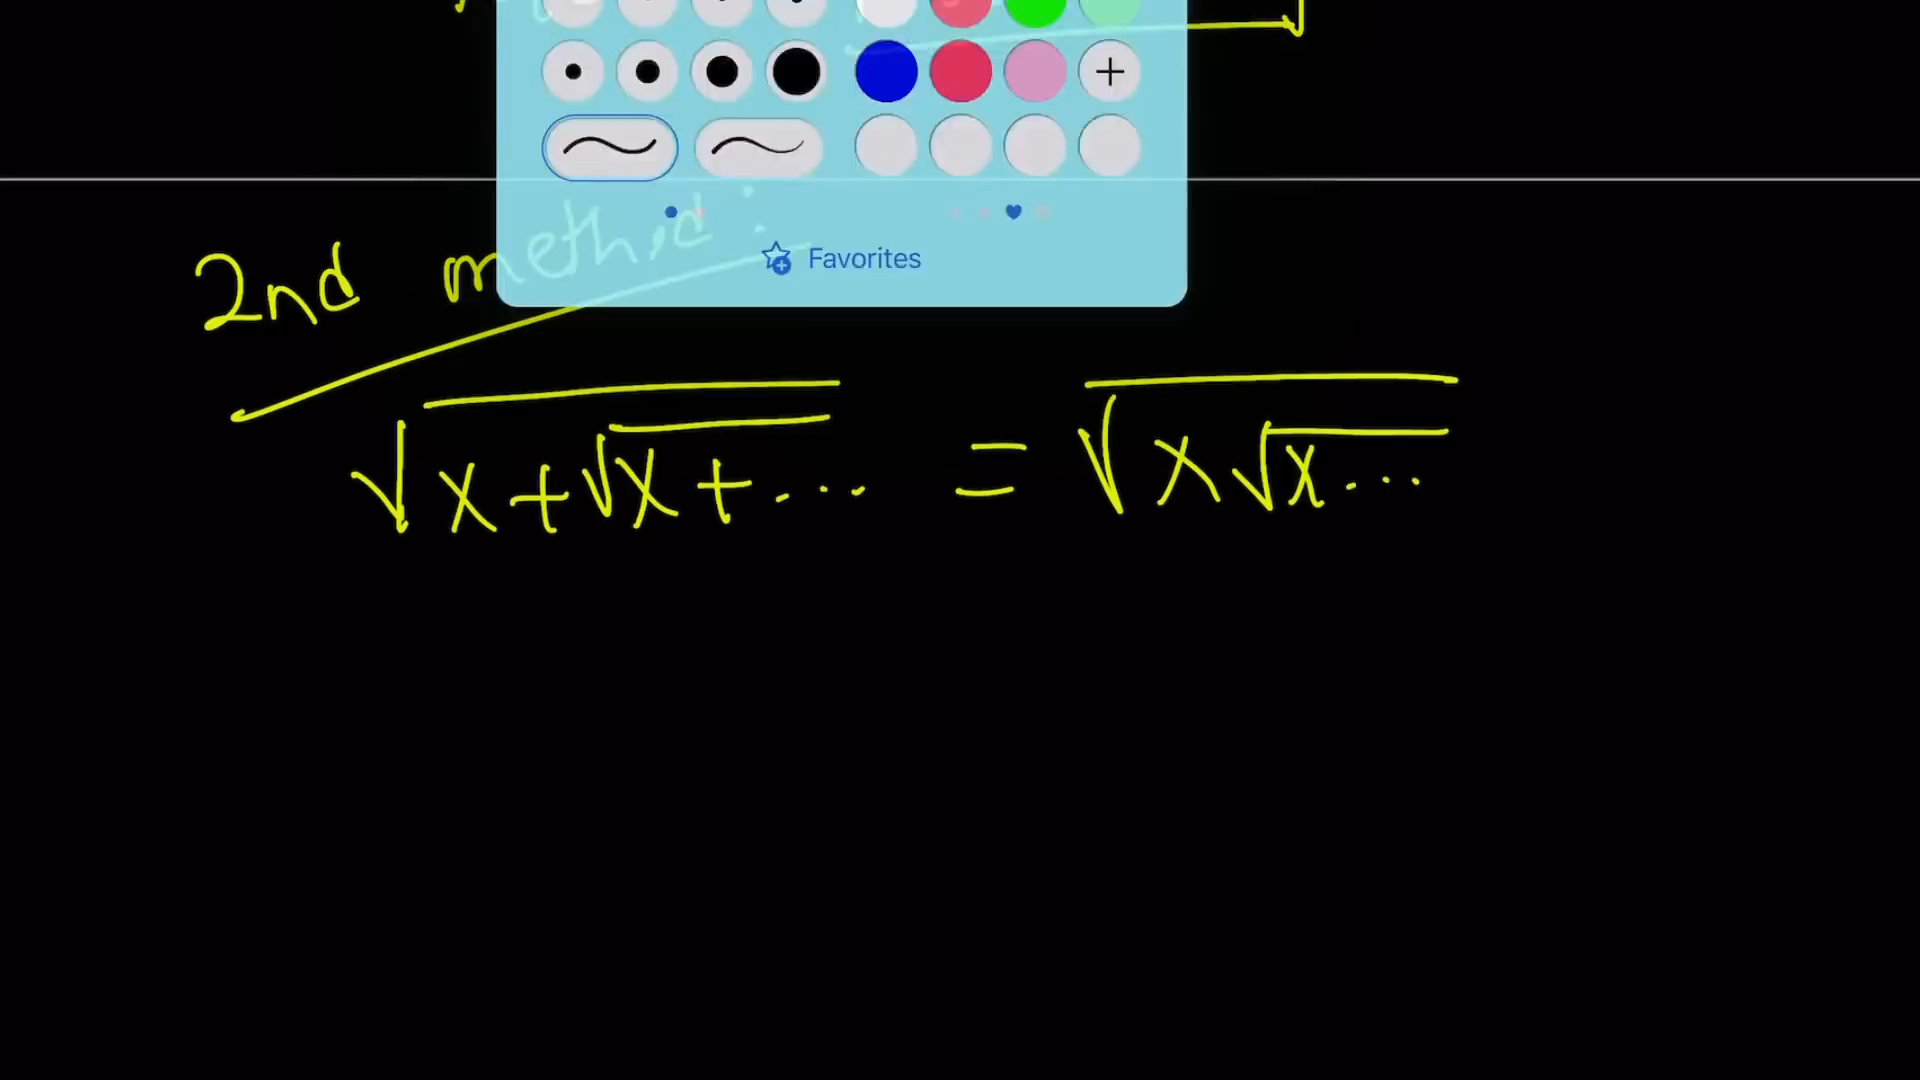 Favorites
2nd method:
√(x+√(x+...)) = √(x√(x...))